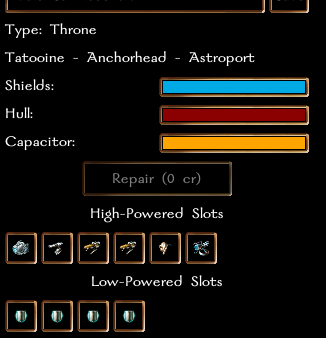 Type: Throne
Tatooine - Anchorhead - Astroport
Shields:
Hull:
Capacitor:
Repair (0 cr)
High-Powered Slots
Low-Powered Slots